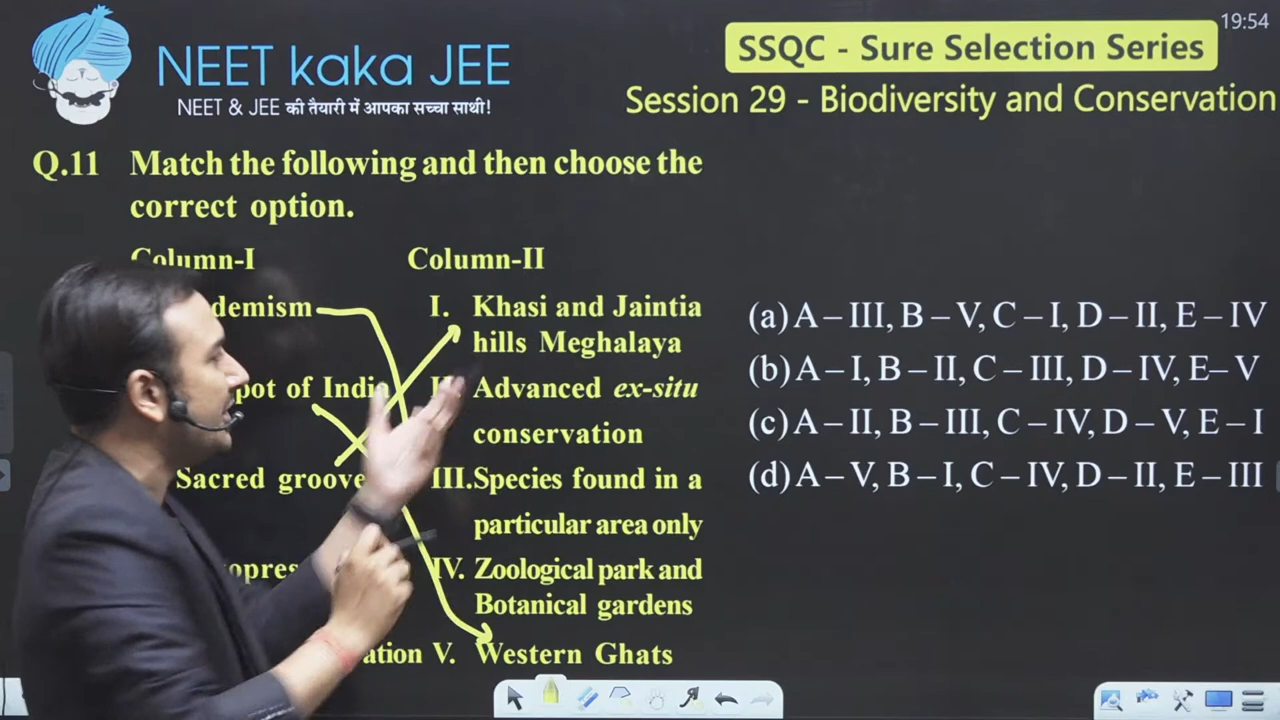 19:54
SSQC - Sure Selection Series
NEET kaka JEE
NEET & JEE की तैयारी में आपका सच्चा साथी!
Session 29 - Biodiversity and Conservation
Q.11 Match the following and then choose the
correct option.
Column-I Column-II
demism I. Khasi and Jaintia
hills Meghalaya
pot of India II. Advanced ex-situ
conservation
Sacred groove III. Species found in a
particular area only
opres IV. Zoological park and
Botanical gardens
ation V. Western Ghats
(a) A – III, B – V, C – I, D – II, E – IV
(b) A – I, B – II, C – III, D – IV, E– V
(c) A – II, B – III, C – IV, D – V, E – I
(d) A – V, B – I, C – IV, D – II, E – III